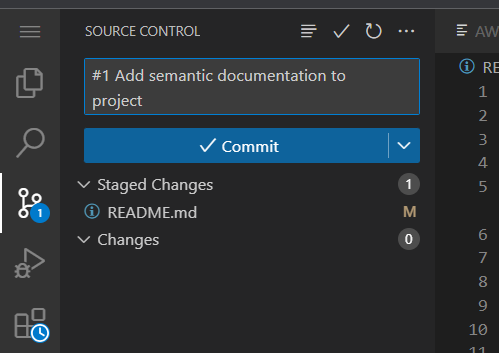 SOURCE CONTROL
#1 Add semantic documentation to
project
Commit
Staged Changes 1
README.md M
Changes 0
1
AW
RE
1
2
3
4
5
6
7
8
9
10
11